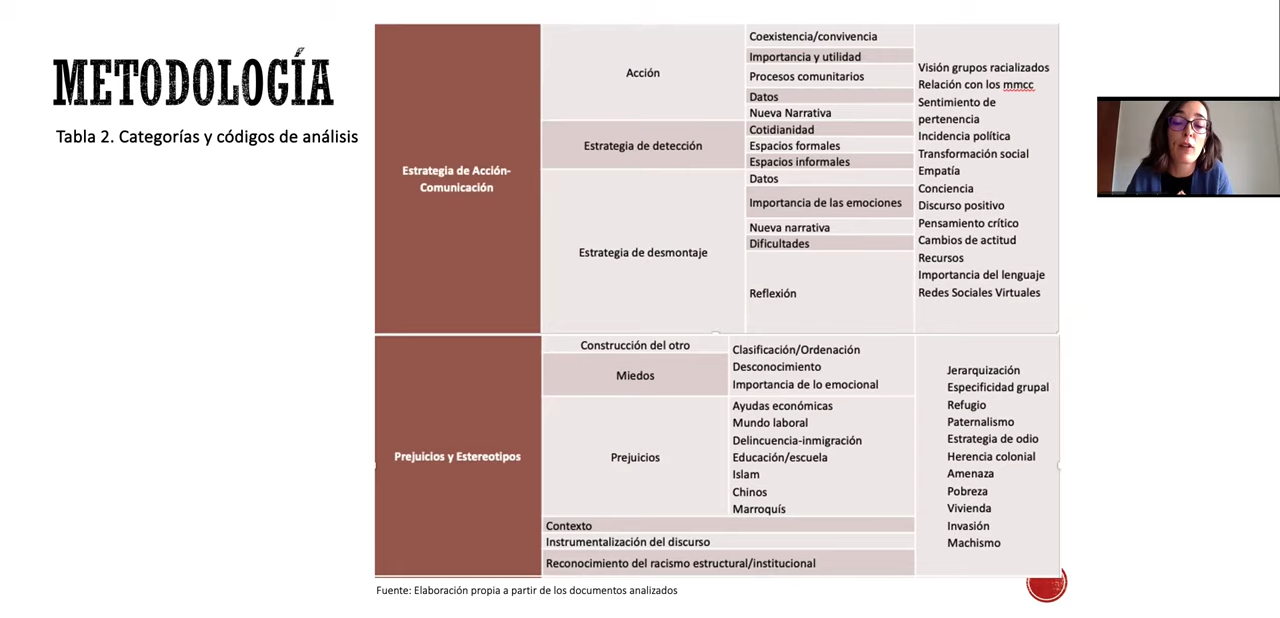 METODOLOGÍA
Tabla 2. Categorías y códigos de análisis
Estrategia de Acción-
Comunicación
Acción
Coexistencia/convivencia
Importancia y utilidad
Procesos comunitarios
Datos
Nueva Narrativa
Estrategia de detección
Cotidianidad
Espacios formales
Espacios informales
Estrategia de desmontaje
Datos
Importancia de las emociones
Nueva narrativa
Dificultades
Reflexión
Visión grupos racializados
Relación con los mmcc
Sentimiento de
pertenencia
Incidencia política
Transformación social
Empatía
Conciencia
Discurso positivo
Pensamiento crítico
Cambios de actitud
Recursos
Importancia del lenguaje
Redes Sociales Virtuales
Prejuicios y Estereotipos
Construcción del otro
Miedos
Clasificación/Ordenación
Desconocimiento
Importancia de lo emocional
Prejuicios
Ayudas económicas
Mundo laboral
Delincuencia-inmigración
Educación/escuela
Islam
Chinos
Marroquís
Contexto
Instrumentalización del discurso
Reconocimiento del racismo estructural/institucional
Jerarquización
Especificidad grupal
Refugio
Paternalismo
Estrategia de odio
Herencia colonial
Amenaza
Pobreza
Vivienda
Invasión
Machismo
Fuente: Elaboración propia a partir de los documentos analizados